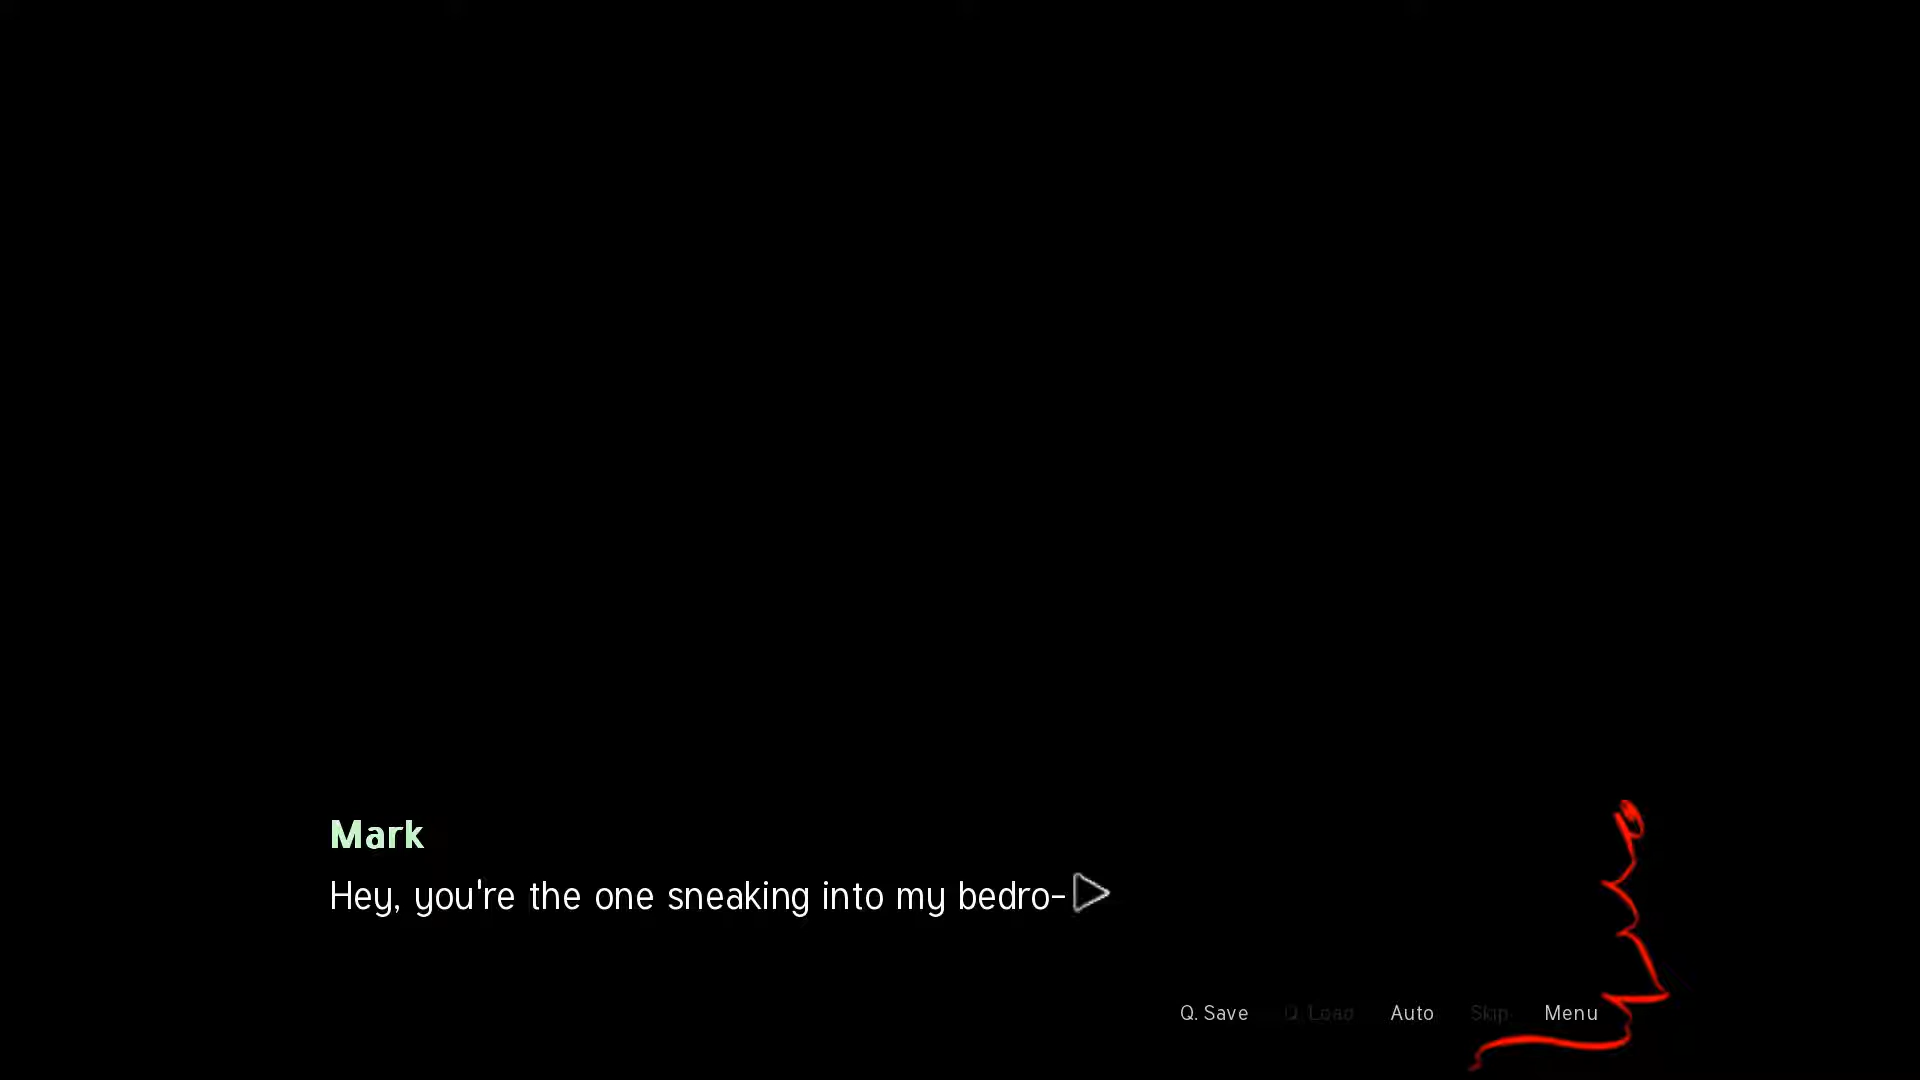 Mark
Hey, you're the one sneaking into my bedro-
Q. Save Q. Load Auto Skip Menu